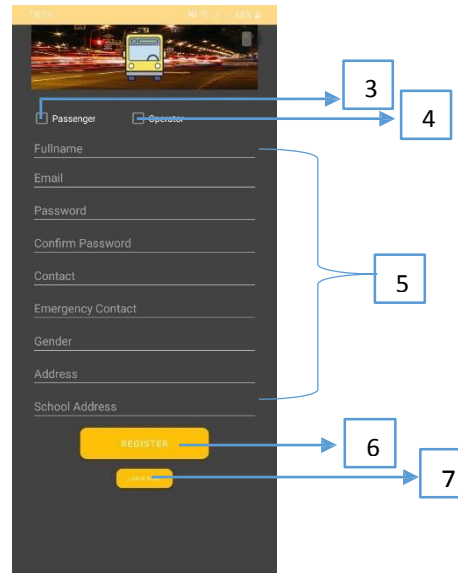 3
Passenger
Operator
4
Fullname
Email
Password
Confirm Password
Contact
5
Emergency Contact
Gender
Address
School Address
REGISTER
6
7